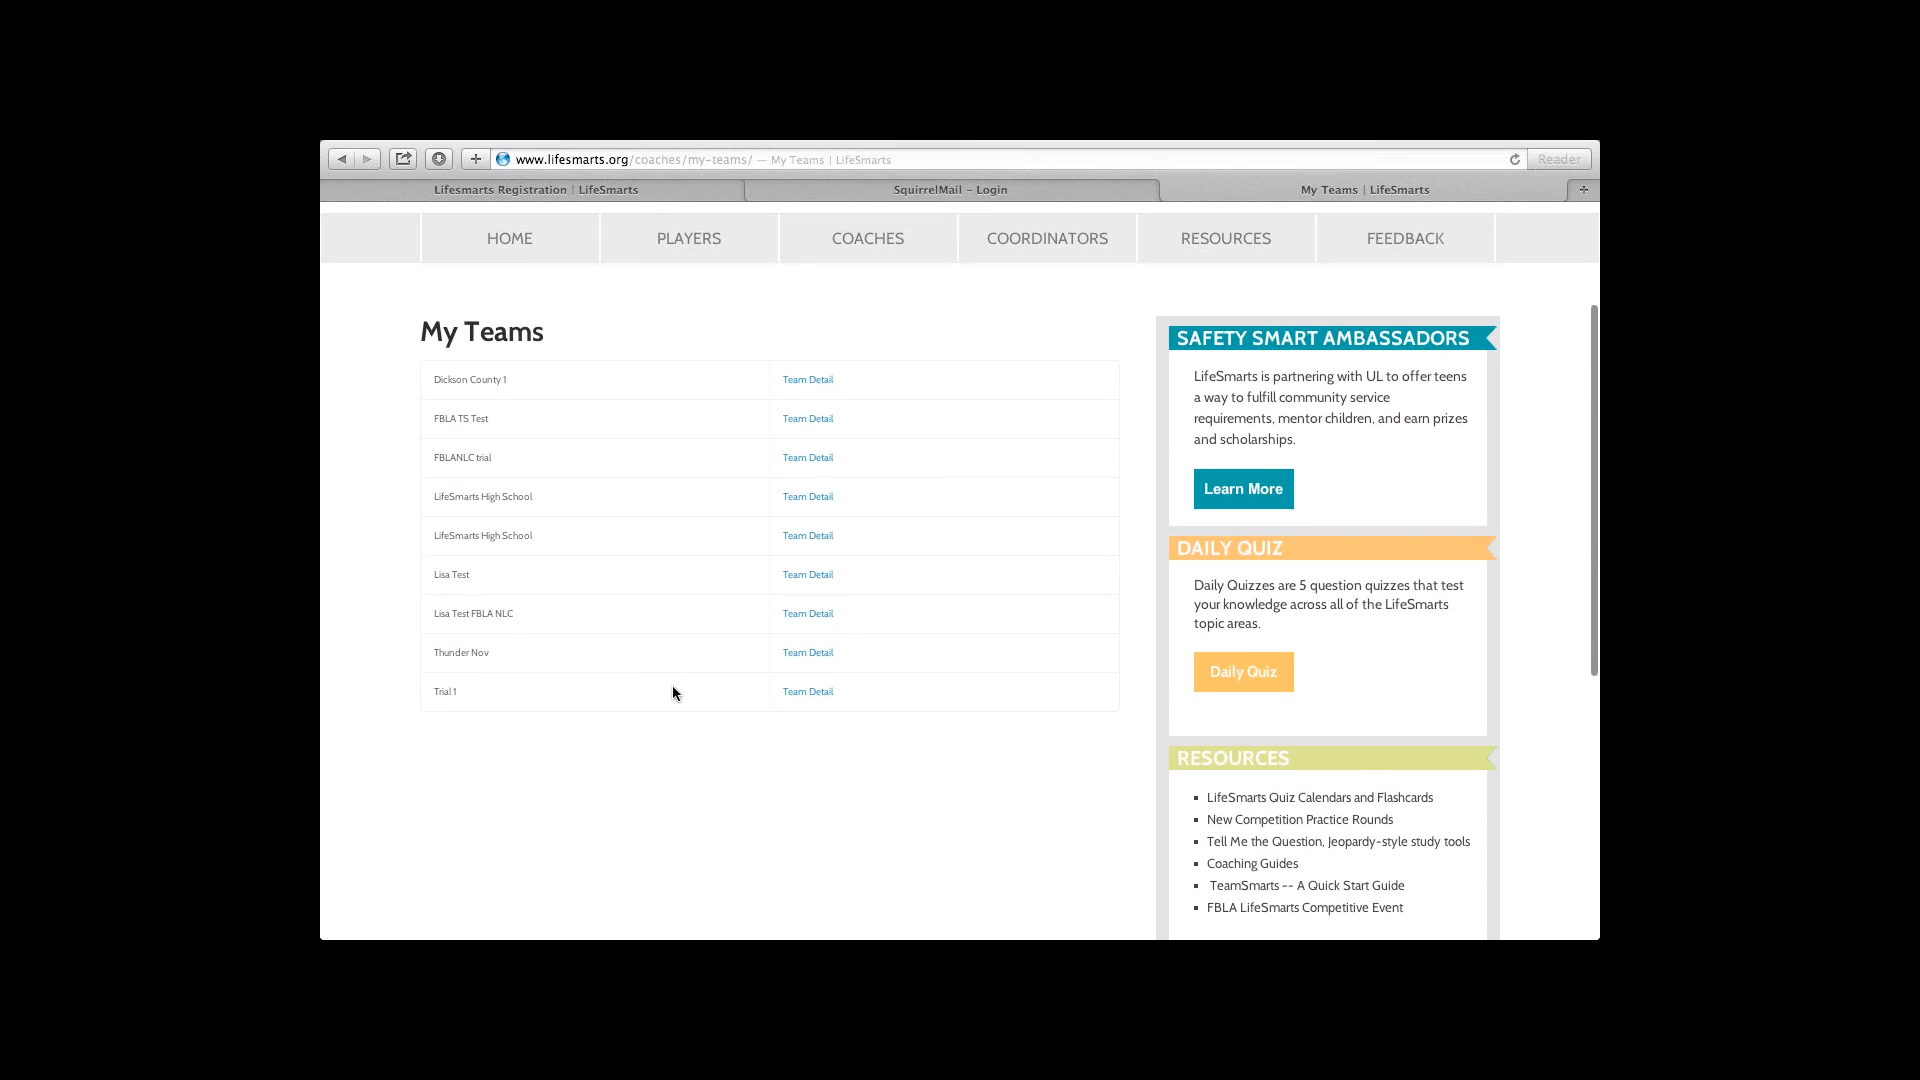 www.lifesmarts.org/coaches/my-teams/ — My Teams | LifeSmarts
Reader
Lifesmarts Registration | LifeSmarts
SquirrelMail – Login
My Teams | LifeSmarts
HOME
PLAYERS
COACHES
COORDINATORS
RESOURCES
FEEDBACK
My Teams
Dickson County 1 Team Detail
FBLA TS Test Team Detail
FBLANLC trial Team Detail
LifeSmarts High School Team Detail
LifeSmarts High School Team Detail
Lisa Test Team Detail
Lisa Test FBLA NLC Team Detail
Thunder Nov Team Detail
Trial 1 Team Detail
SAFETY SMART AMBASSADORS
LifeSmarts is partnering with UL to offer teens
a way to fulfill community service
requirements, mentor children, and earn prizes
and scholarships.
Learn More
DAILY QUIZ
Daily Quizzes are 5 question quizzes that test
your knowledge across all of the LifeSmarts
topic areas.
Daily Quiz
RESOURCES
LifeSmarts Quiz Calendars and Flashcards
New Competition Practice Rounds
Tell Me the Question, Jeopardy-style study tools
Coaching Guides
TeamSmarts -- A Quick Start Guide
FBLA LifeSmarts Competitive Event